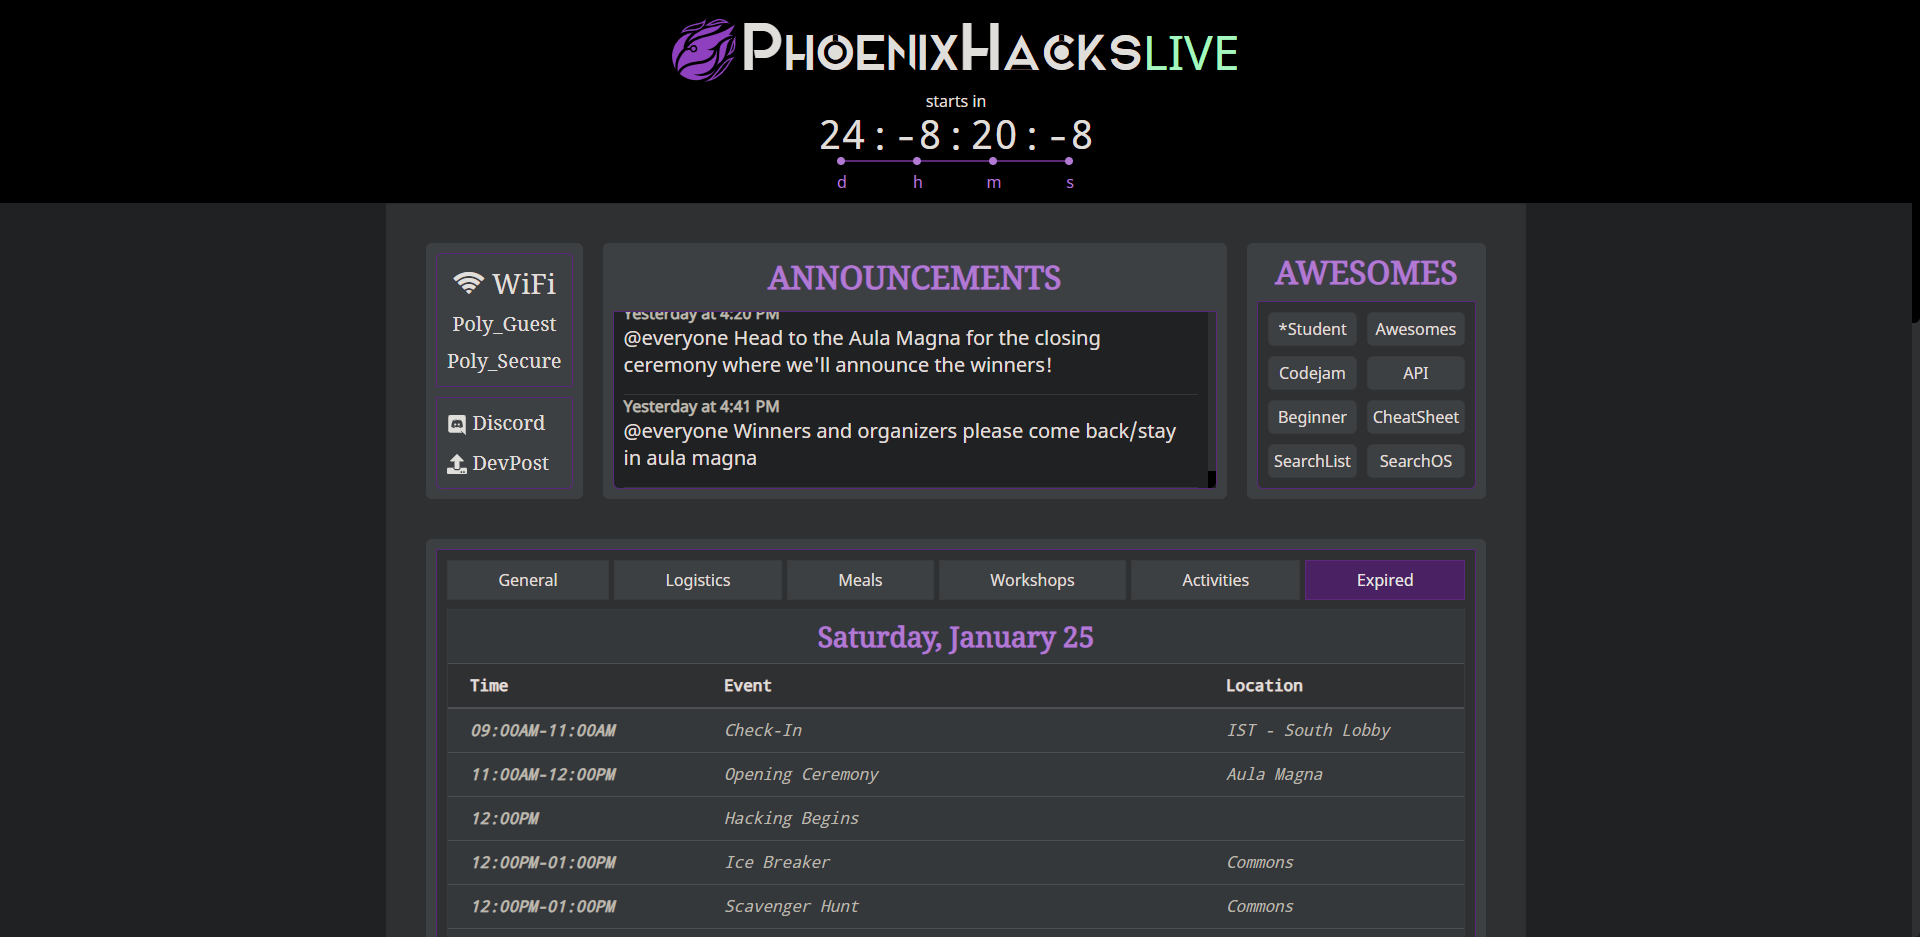 PHOENIXHACKSLIVE
starts in
24 : -8 : 20 : -8
d h m s
WiFi
Poly_Guest
Poly_Secure
Discord
DevPost
ANNOUNCEMENTS
Yesterday at 4:20 PM
@everyone Head to the Aula Magna for the closing
ceremony where we'll announce the winners!
Yesterday at 4:41 PM
@everyone Winners and organizers please come back/stay
in aula magna
AWESOMES
*Student Awesomes
Codejam API
Beginner CheatSheet
SearchList SearchOS
General Logistics Meals Workshops Activities Expired
Saturday, January 25
Time Event Location
09:00AM-11:00AM Check-In IST - South Lobby
11:00AM-12:00PM Opening Ceremony Aula Magna
12:00PM Hacking Begins
12:00PM-01:00PM Ice Breaker Commons
12:00PM-01:00PM Scavenger Hunt Commons